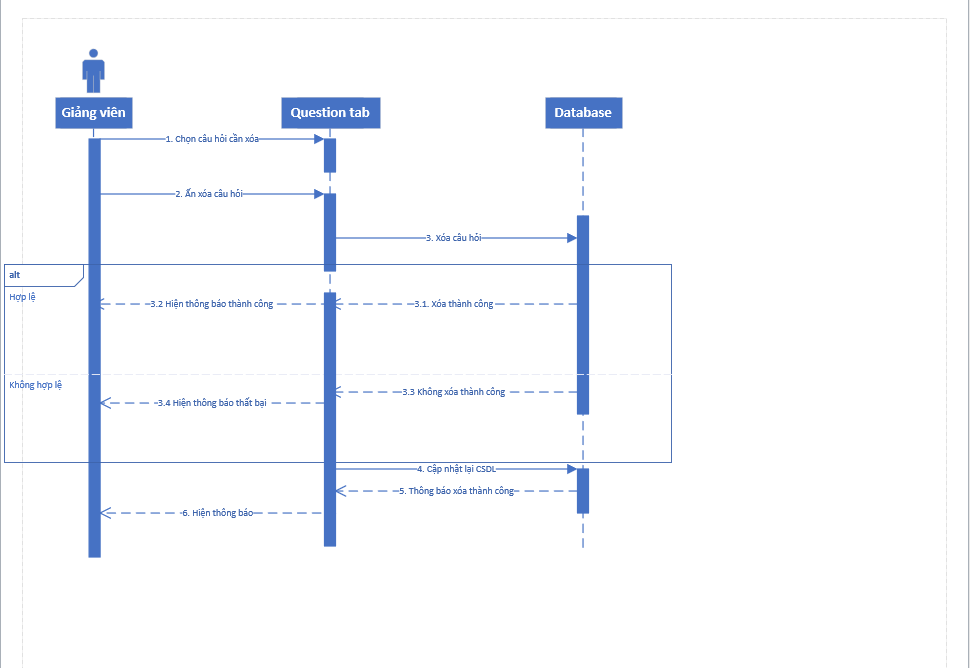 Giảng viên
Question tab
Database
1. Chọn câu hỏi cần xóa
2. Ấn xóa câu hỏi
3. Xóa câu hỏi
alt
Hợp lệ
3.2 Hiện thông báo thành công
3.1. Xóa thành công
Không hợp lệ
3.3 Không xóa thành công
3.4 Hiện thông báo thất bại
4. Cập nhật lại CSDL
5. Thông báo xóa thành công
6. Hiện thông báo